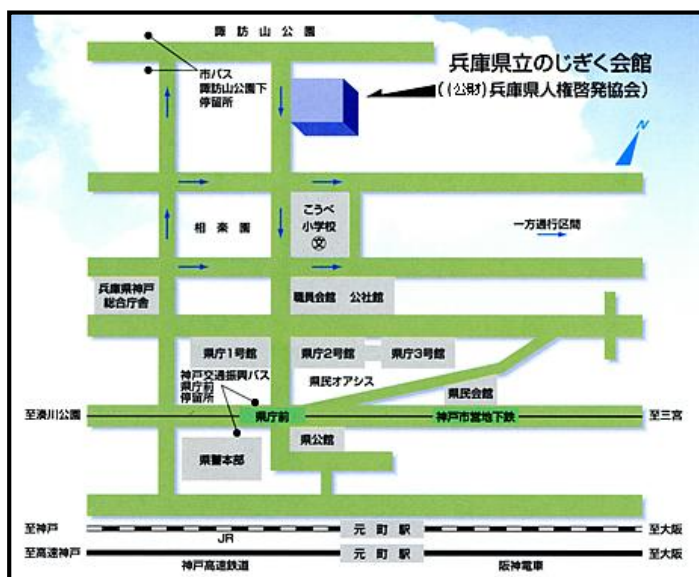 諏訪山公園
兵庫県立のじぎく会館
((公財)兵庫県人権啓発協会)
市バス
諏訪山公園下
停留所
N
こうべ
小学校
文
相楽園
一方通行区間
兵庫県神戸
総合庁舎
職員会館 公社館
県庁1号館
県庁2号館
県庁3号館
神戸交通振興バス
県庁前
停留所
県民オアシス
県民会館
至湊川公園
県庁前
神戸市営地下鉄
至三宮
県公館
県警本部
至神戸
JR
元町駅
至大阪
至高速神戸
神戸高速鉄道
元町駅
阪神電車
至大阪